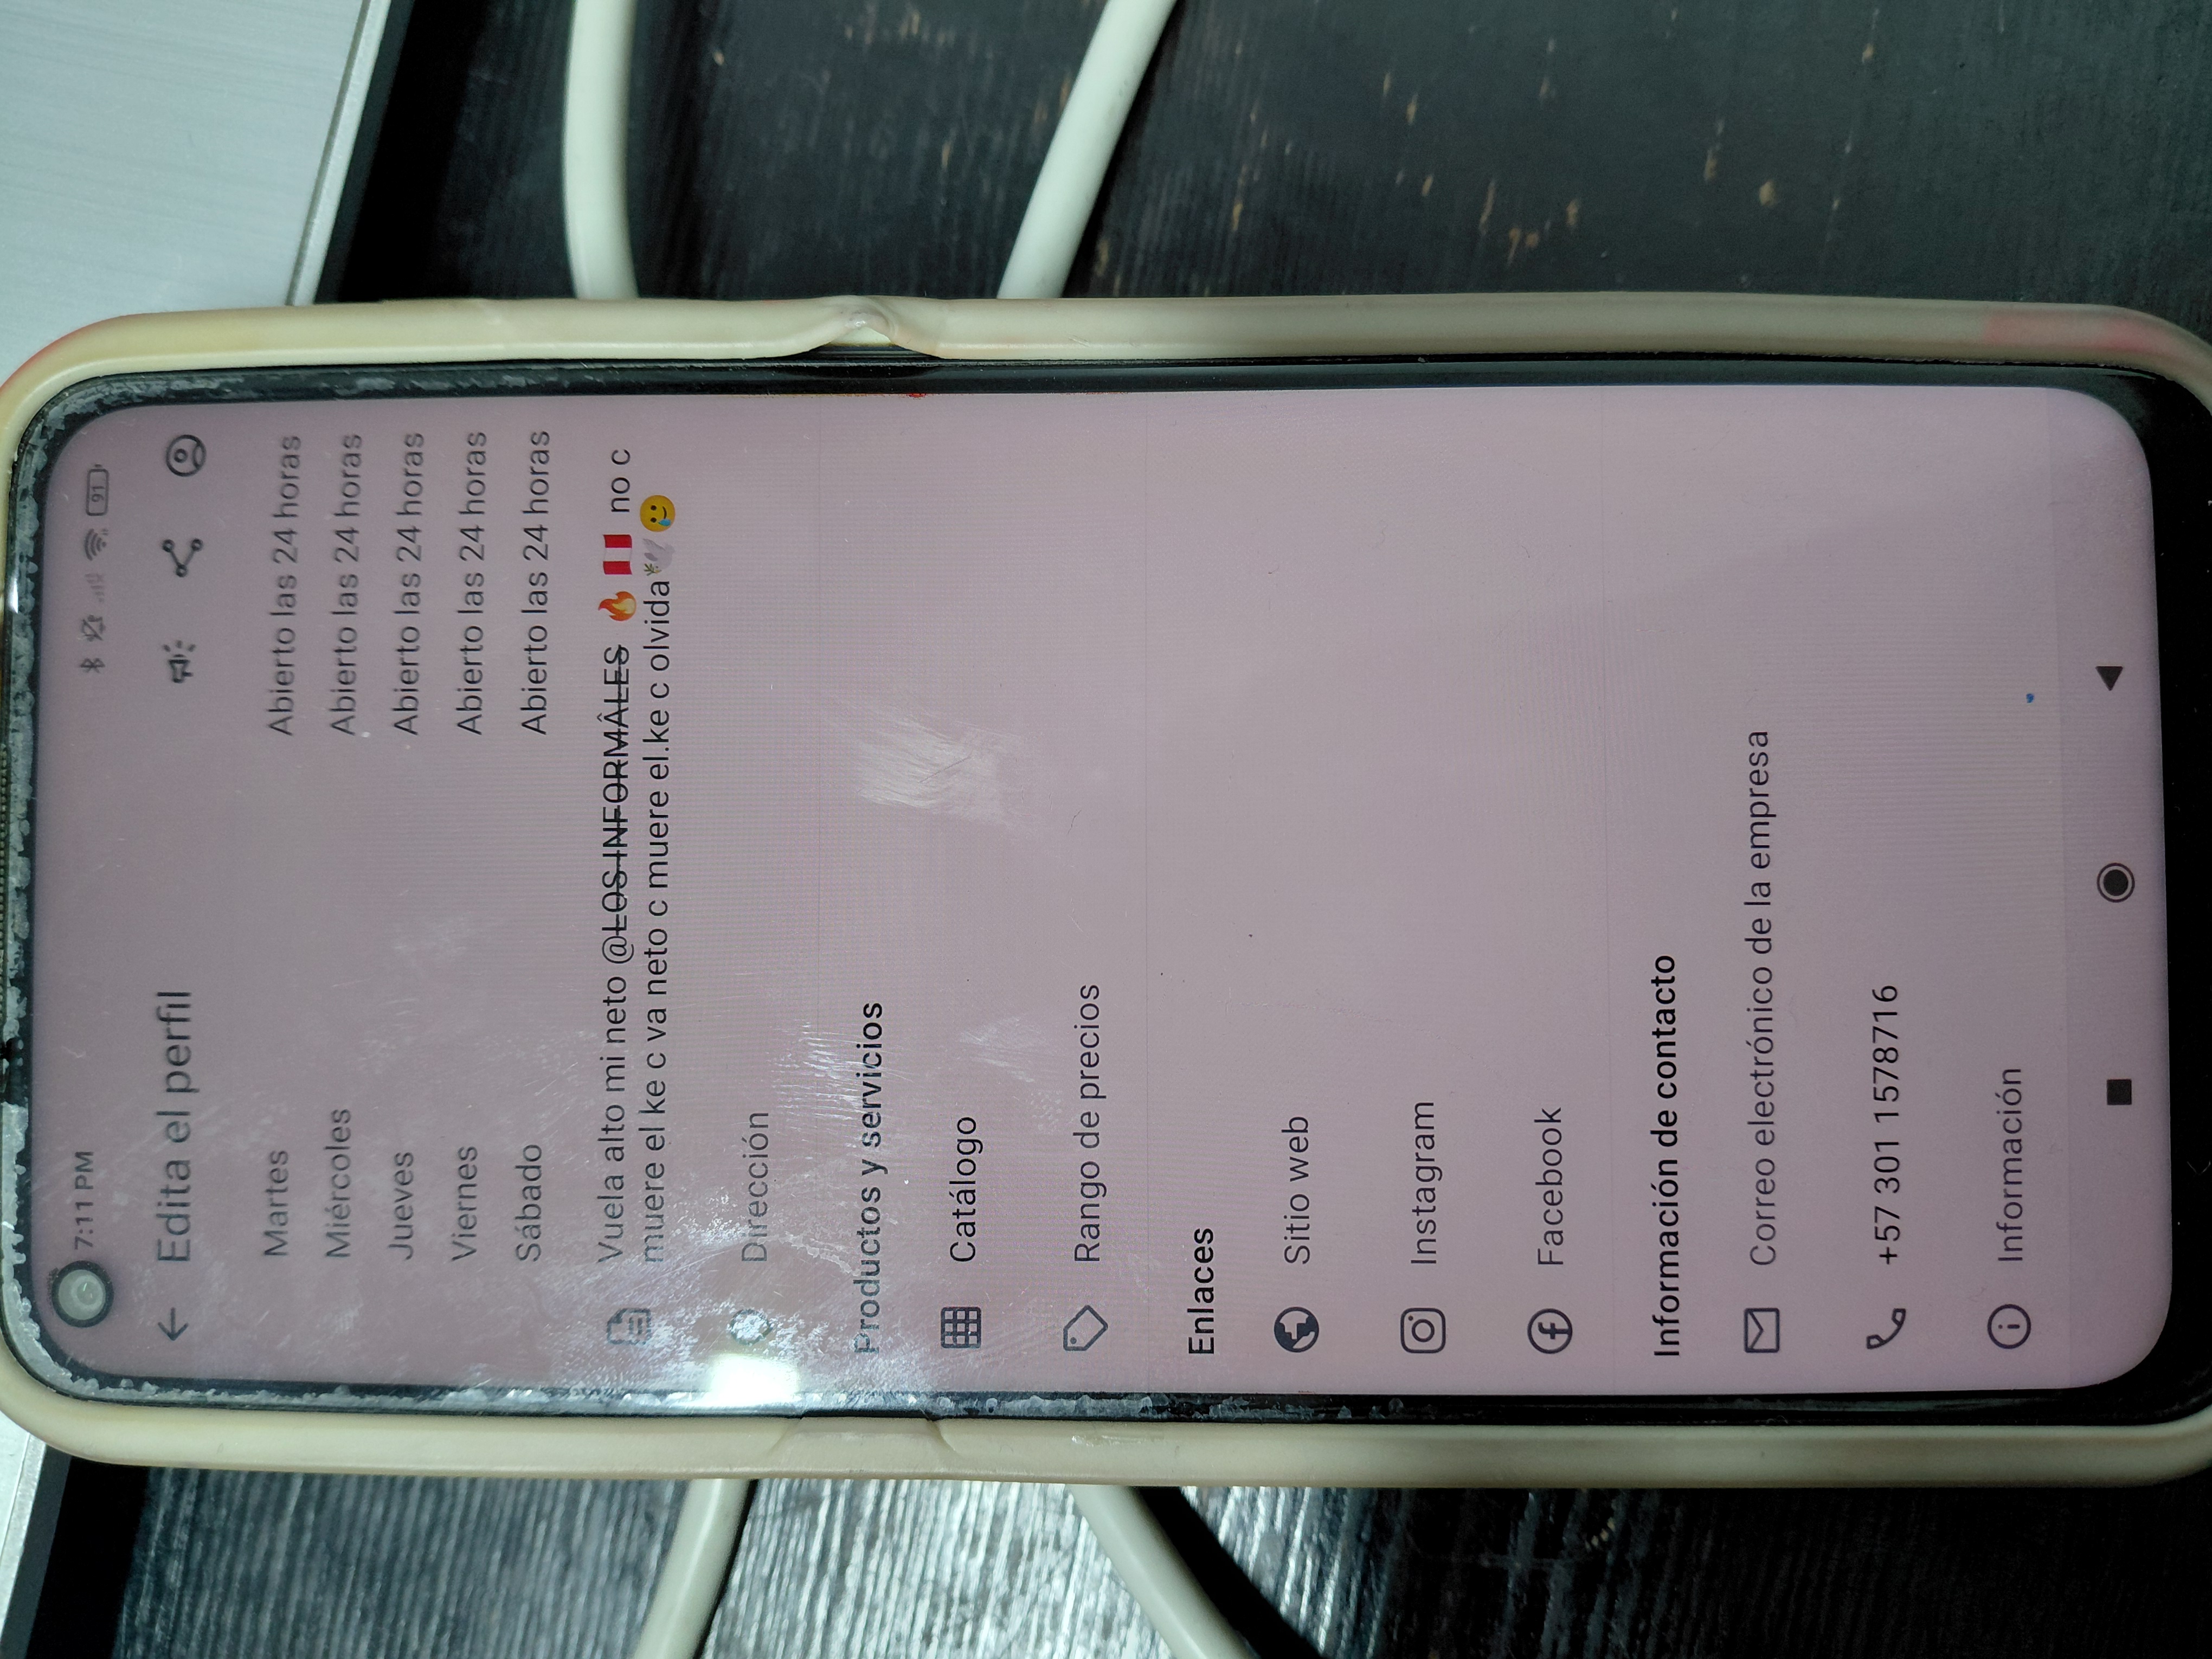 7:11 PM
91
Edita el perfil
Martes Abierto las 24 horas
Miércoles Abierto las 24 horas
Jueves Abierto las 24 horas
Viernes Abierto las 24 horas
Sábado Abierto las 24 horas
Vuela alto mi neto @LOS INFORMÂLES 🔥🇵🇪 no c
muere el ke c va neto c muere el.ke c olvida🕊️🥲
Dirección
Productos y servicios
Catálogo
Rango de precios
Enlaces
Sitio web
Instagram
Facebook
Información de contacto
Correo electrónico de la empresa
+57 301 1578716
Información